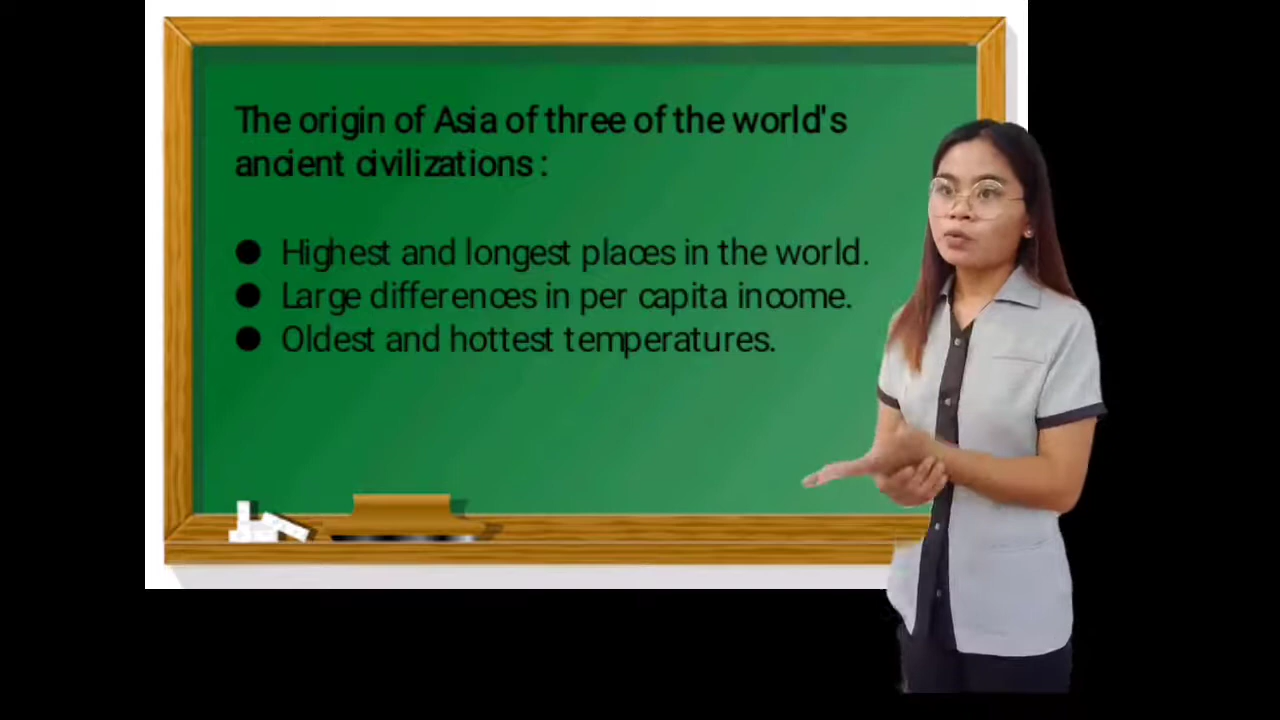 The origin of Asia of three of the world's
ancient civilizations :
● Highest and longest places in the world.
● Large differences in per capita income.
● Oldest and hottest temperatures.